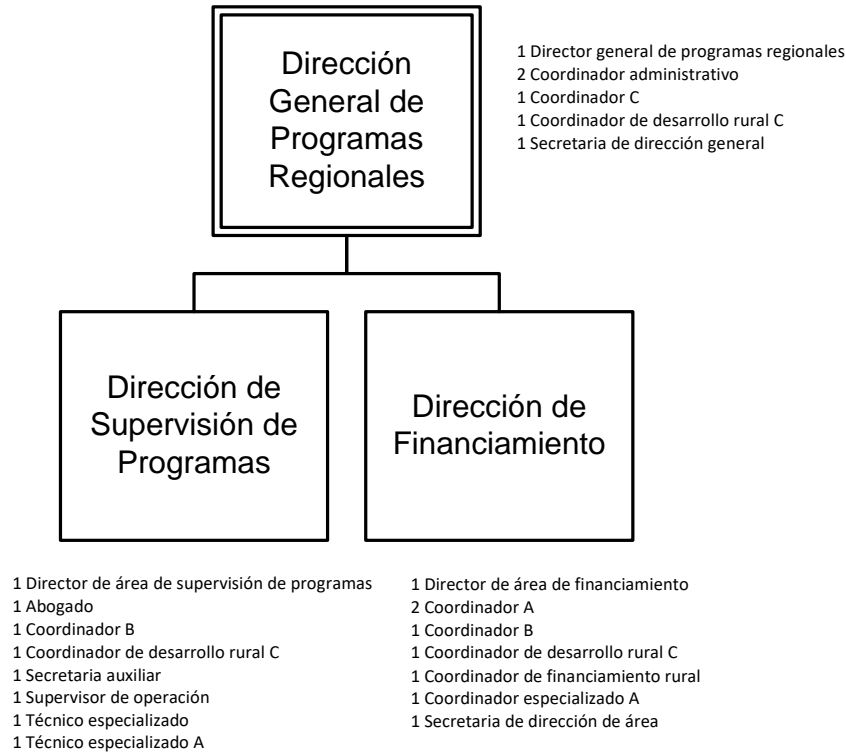 Dirección
General de
Programas
Regionales
1 Director general de programas regionales
2 Coordinador administrativo
1 Coordinador C
1 Coordinador de desarrollo rural C
1 Secretaria de dirección general
Dirección de
Supervisión de
Programas
Dirección de
Financiamiento
1 Director de área de supervisión de programas
1 Abogado
1 Coordinador B
1 Coordinador de desarrollo rural C
1 Secretaria auxiliar
1 Supervisor de operación
1 Técnico especializado
1 Técnico especializado A
1 Director de área de financiamiento
2 Coordinador A
1 Coordinador B
1 Coordinador de desarrollo rural C
1 Coordinador de financiamiento rural
1 Coordinador especializado A
1 Secretaria de dirección de área